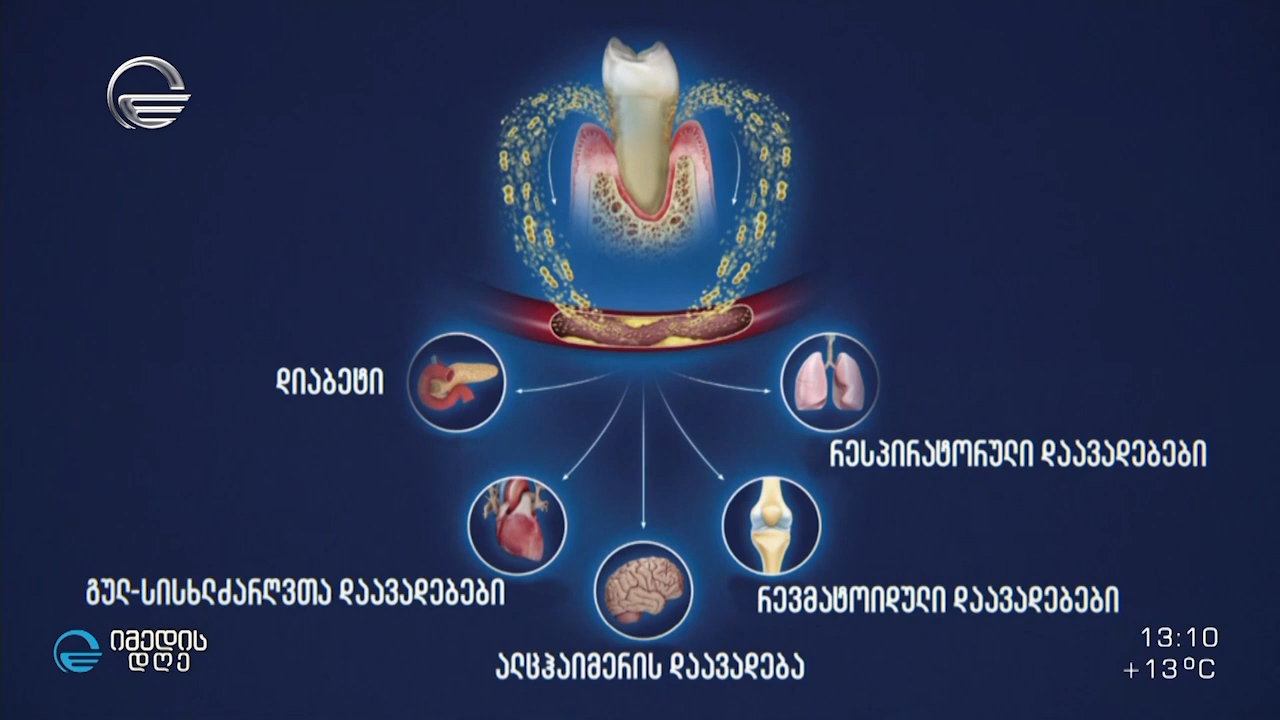 დიაბეტი
რესპირატორული დაავადებები
გულ-სისხლძარღვთა დაავადებები
რევმატოიდული დაავადებები
ალცჰაიმერის დაავადება
იმედის
დღე
13:10
+13°C